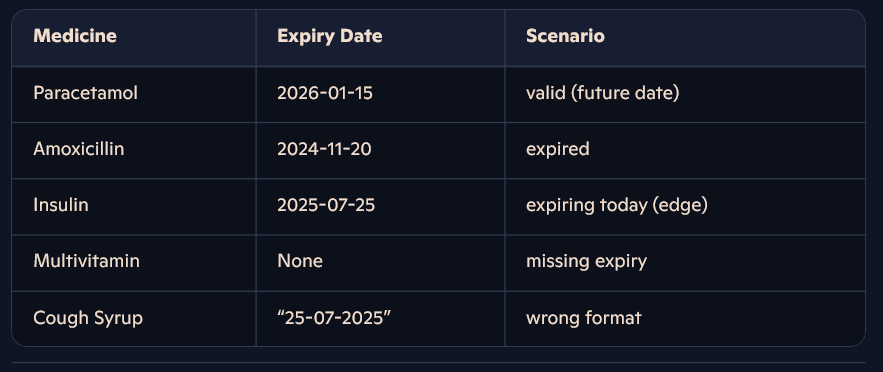 Medicine Expiry Date Scenario
Paracetamol 2026-01-15 valid (future date)
Amoxicillin 2024-11-20 expired
Insulin 2025-07-25 expiring today (edge)
Multivitamin None missing expiry
Cough Syrup “25-07-2025” wrong format